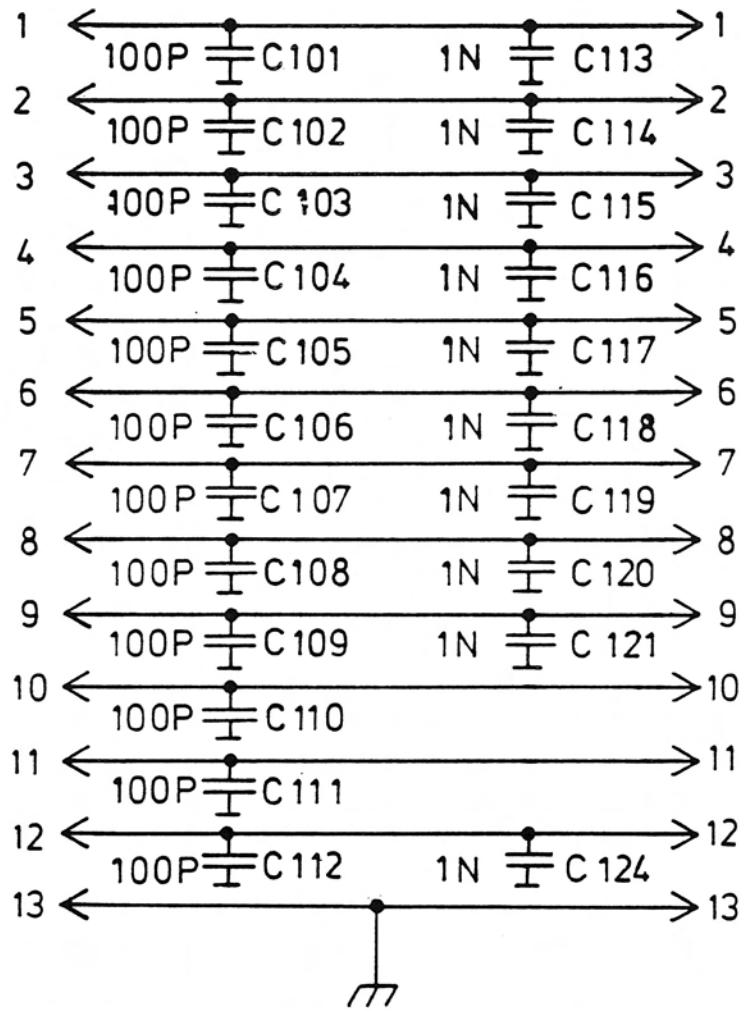 1 1
100P C101 1N C113
2 2
100P C102 1N C114
3 3
100P C103 1N C115
4 4
100P C104 1N C116
5 5
100P C105 1N C117
6 6
100P C106 1N C118
7 7
100P C107 1N C119
8 8
100P C108 1N C120
9 9
100P C109 1N C121
10 10
100P C110
11 11
100P C111
12 12
100P C112 1N C124
13 13